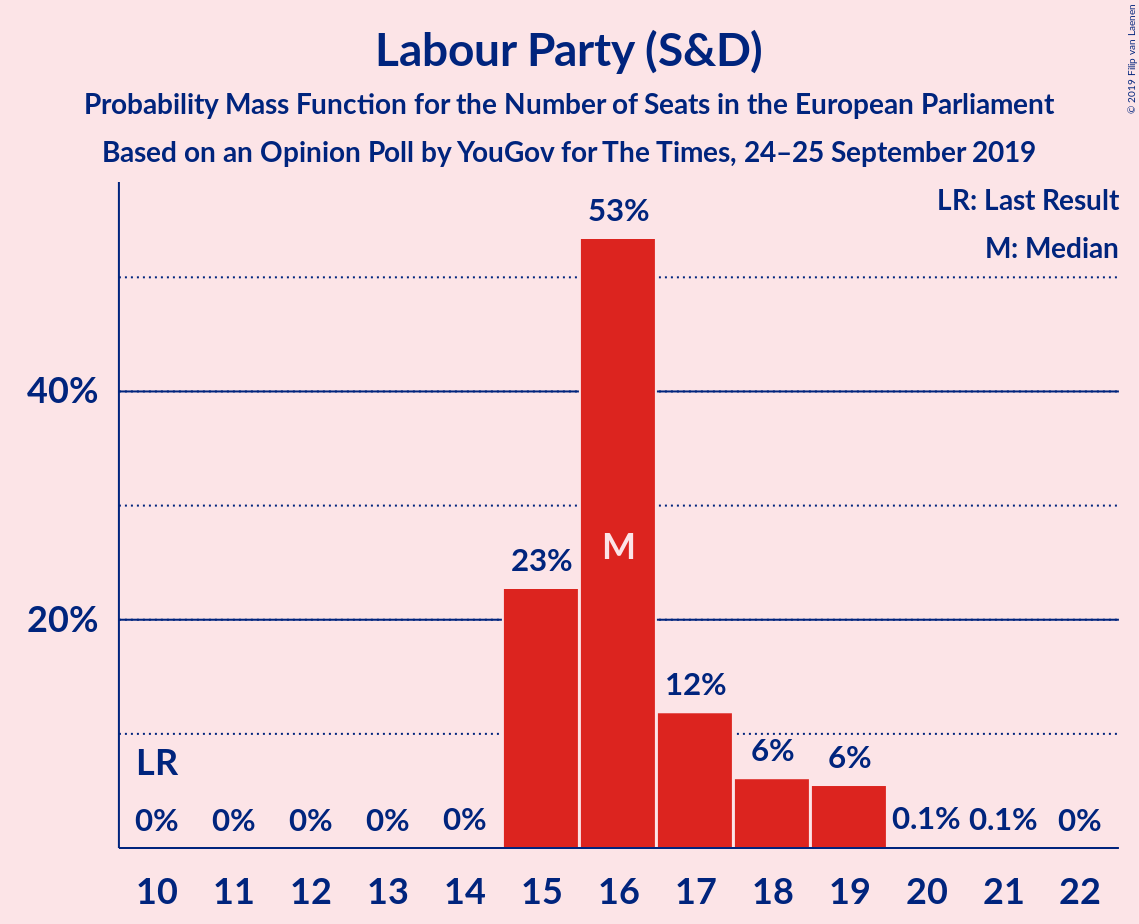 Labour Party (S&D)
Probability Mass Function for the Number of Seats in the European Parliament
Based on an Opinion Poll by YouGov for The Times, 24–25 September 2019
© 2019 Filip van Laenen
LR: Last Result
M: Median
40%
20%
53%
M
23%
12%
6%
6%
LR
0%
0%
0%
0%
0%
0.1%
0.1%
0%
10 11 12 13 14 15 16 17 18 19 20 21 22